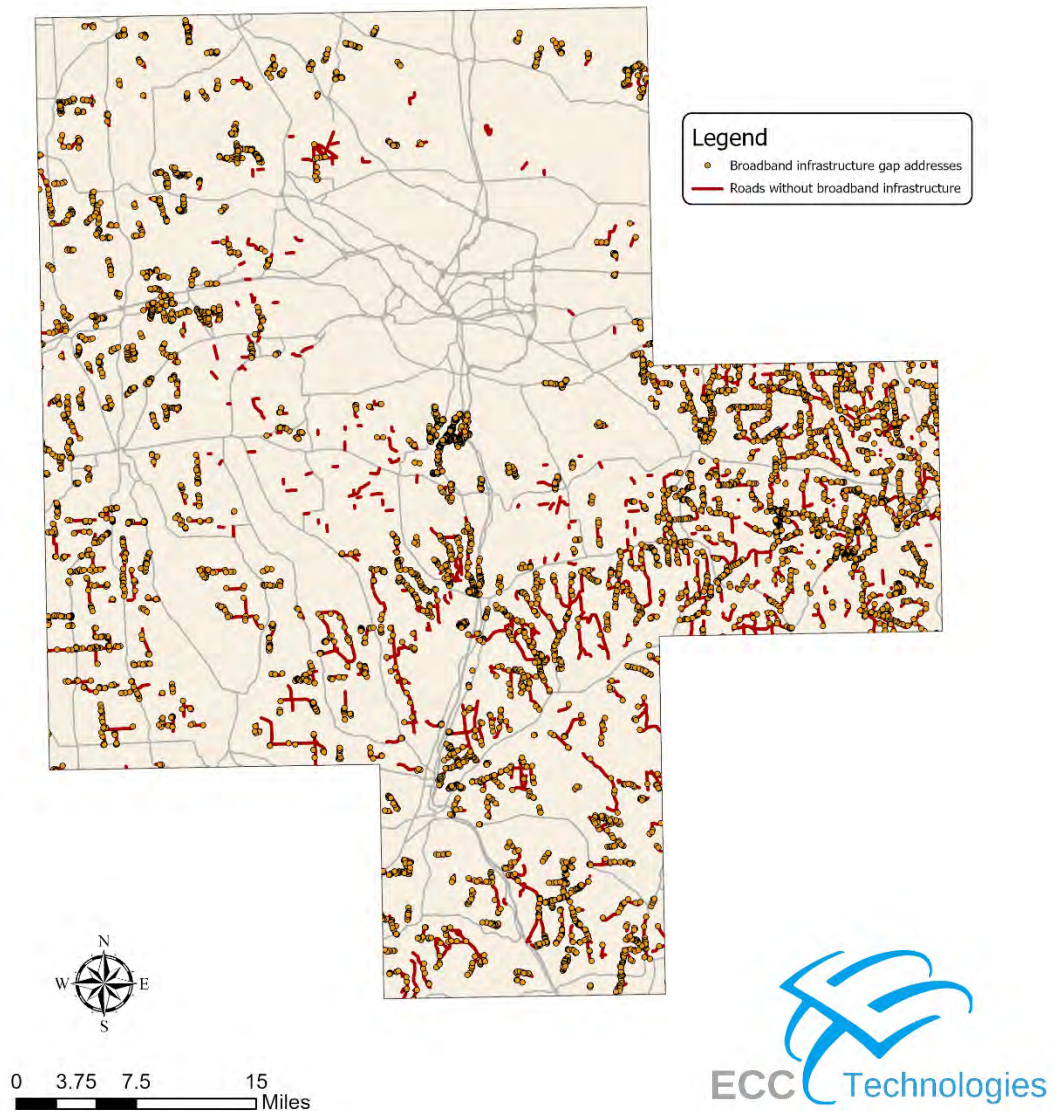 Legend
Broadband infrastructure gap addresses
Roads without broadband infrastructure
N
W E
S
0 3.75 7.5 15
Miles
ECC Technologies